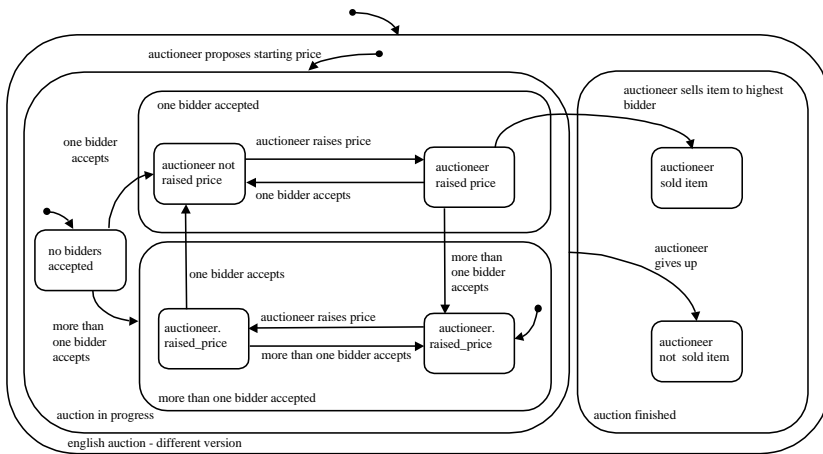 auctioneer proposes starting price
auctioneer sells item to highest
bidder
one bidder accepted
one bidder
accepts
auctioneer raises price
auctioneer not
raised price
auctioneer
raised price
auctioneer
sold item
one bidder accepts
no bidders
accepted
more than
one bidder
accepts
auctioneer
gives up
one bidder accepts
auctioneer raises price
auctioneer.
raised_price
auctioneer.
raised_price
more than
one bidder
accepts
more than one bidder accepts
auctioneer
not sold item
more than one bidder accepted
auction in progress
auction finished
english auction - different version